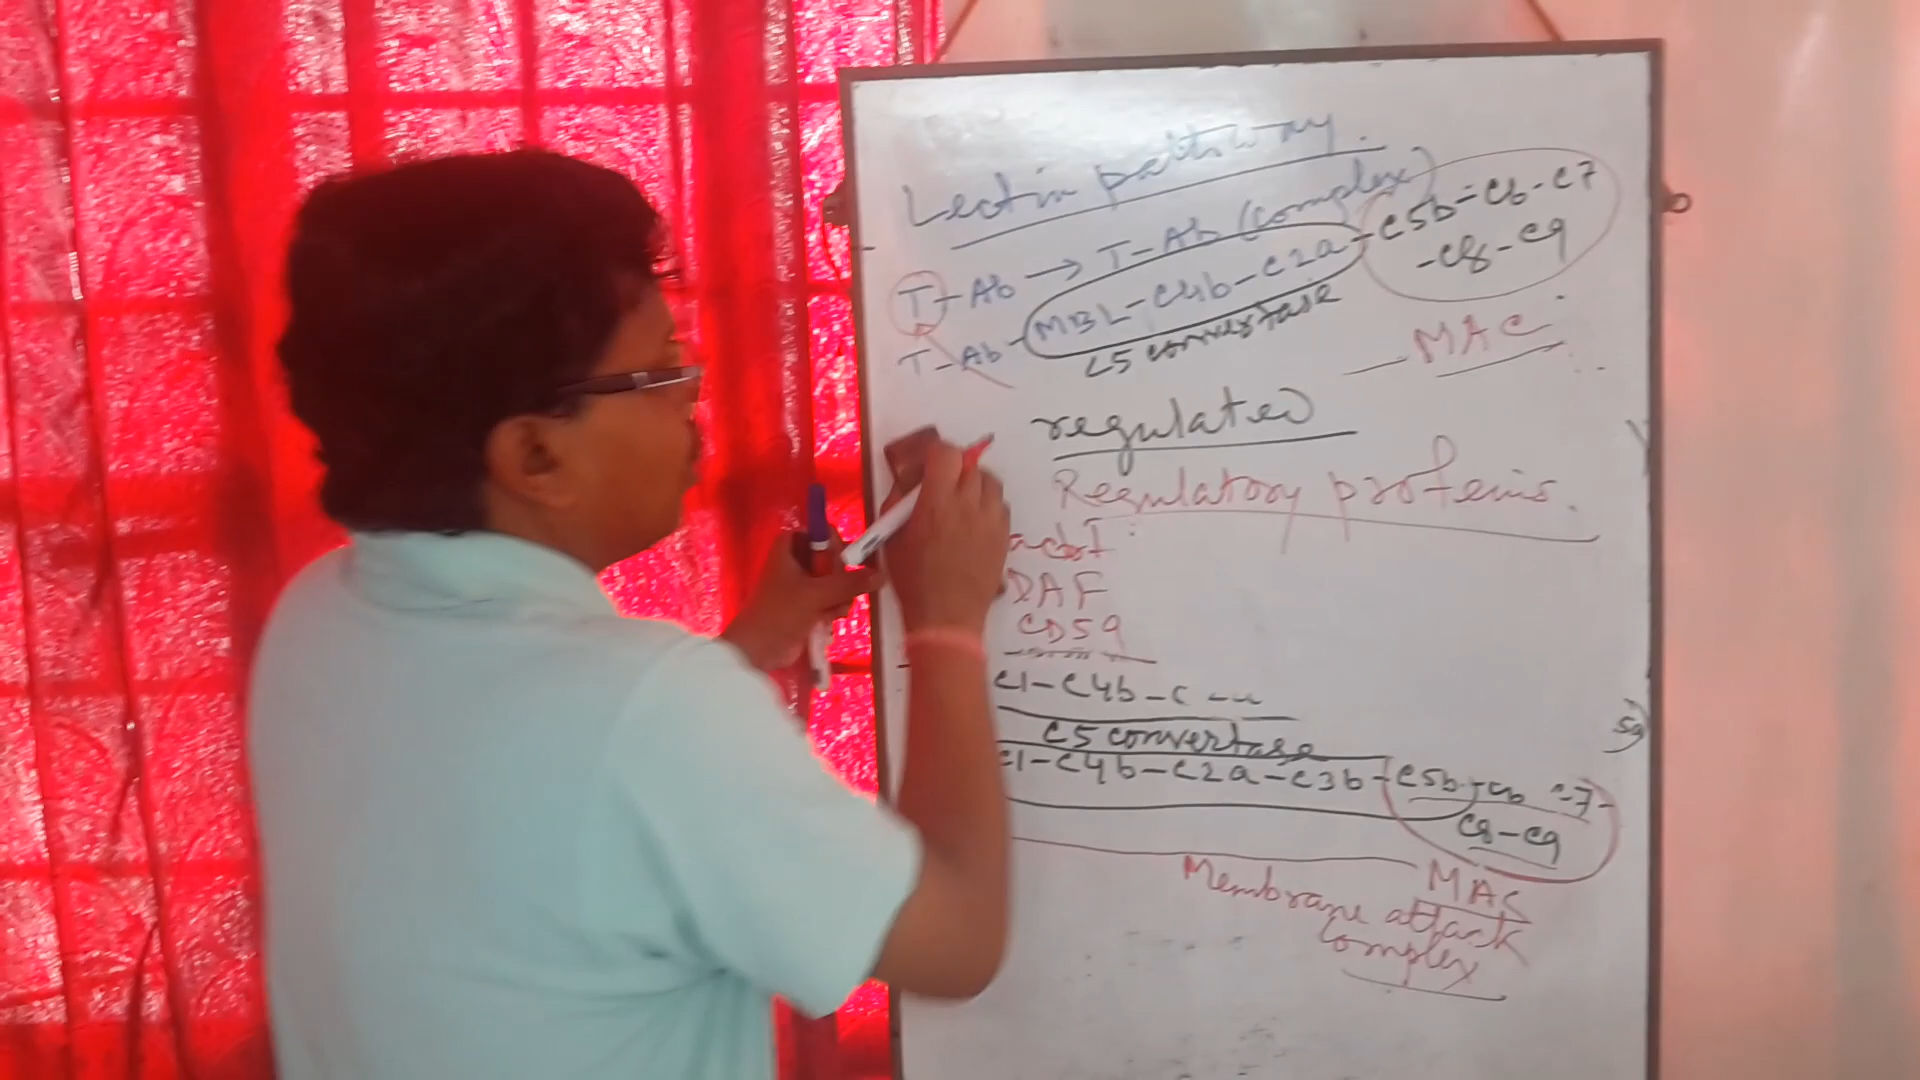 Lectin pathway.
T-Ab → T-Ab (complex)
T-Ab-MBL-C4b-C2a-C5b-C6-C7
-C8-C9
C5 convertase
MAC
regulated
Regulatory proteins.
DAF
CD59
C1-C4b-C
C5 convertase
C1-C4b-C2a-C3b-C5b-C6
-7-
C8-C9
MAC
Membrane attack
complex